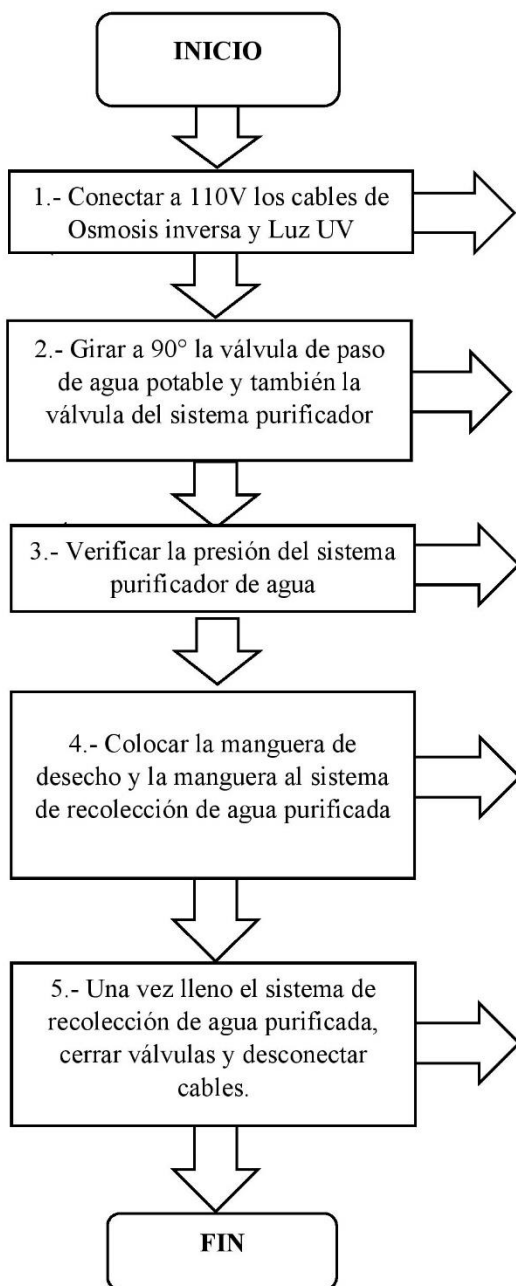 INICIO
1.- Conectar a 110V los cables de
Osmosis inversa y Luz UV
2.- Girar a 90° la válvula de paso
de agua potable y también la
válvula del sistema purificador
3.- Verificar la presión del sistema
purificador de agua
4.- Colocar la manguera de
desecho y la manguera al sistema
de recolección de agua purificada
5.- Una vez lleno el sistema de
recolección de agua purificada,
cerrar válvulas y desconectar
cables.
FIN